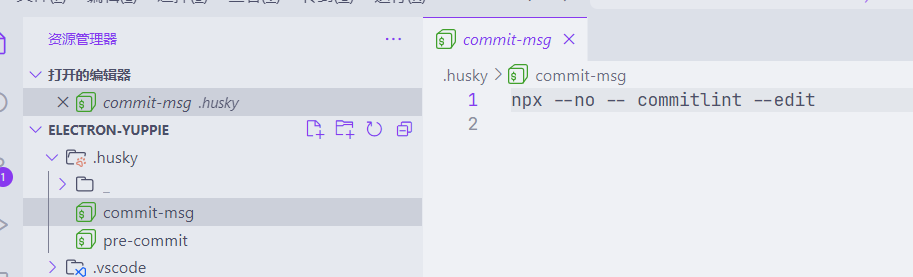 资源管理器
···
打开的编辑器
commit-msg .husky
ELECTRON-YUPPIE
.husky
_
commit-msg
pre-commit
.vscode
1
commit-msg
.husky > commit-msg
1 npx --no -- commitlint --edit
2